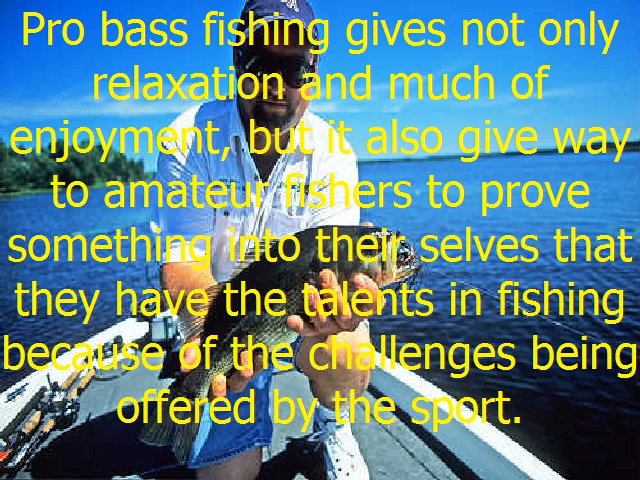 Pro bass fishing gives not only
relaxation and much of
enjoyment, but it also give way
to amateur fishers to prove
something into their selves that
they have the talents in fishing
because of the challenges being
offered by the sport.